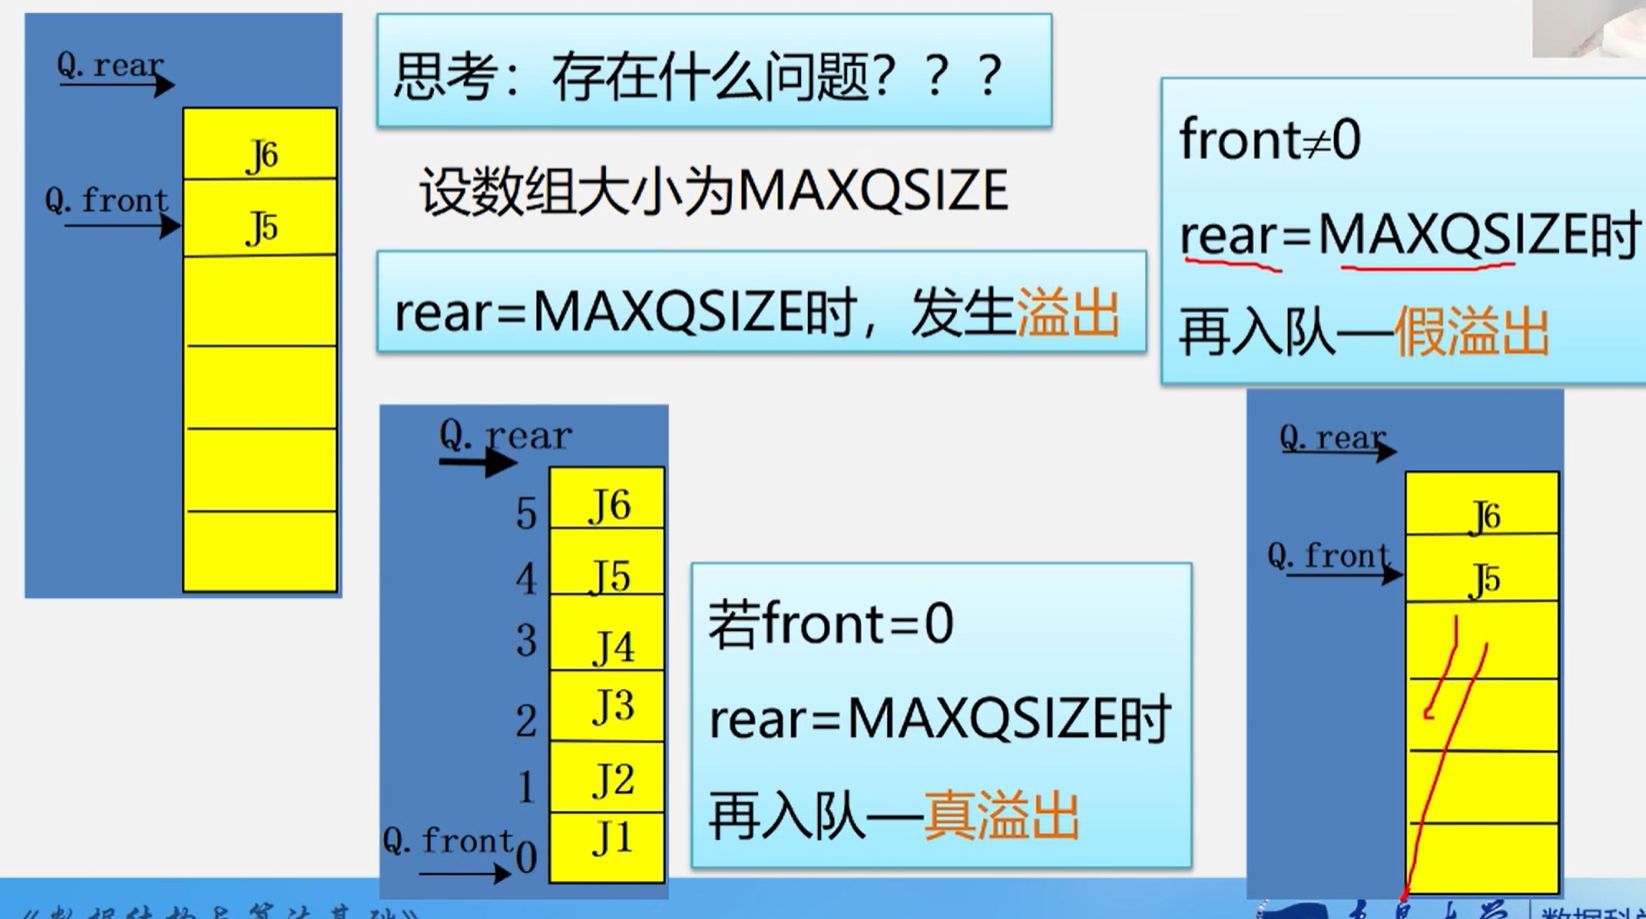 Q.rear
J6
Q.front
J5
思考：存在什么问题？？？
设数组大小为MAXQSIZE
rear=MAXQSIZE时，发生溢出
front≠0
rear=MAXQSIZE时
再入队—假溢出
Q.rear
5 J6
4 J5
3 J4
2 J3
1 J2
Q.front 0 J1
若front=0
rear=MAXQSIZE时
再入队—真溢出
Q.rear
J6
Q.front
J5
《数据结构与算法基础》